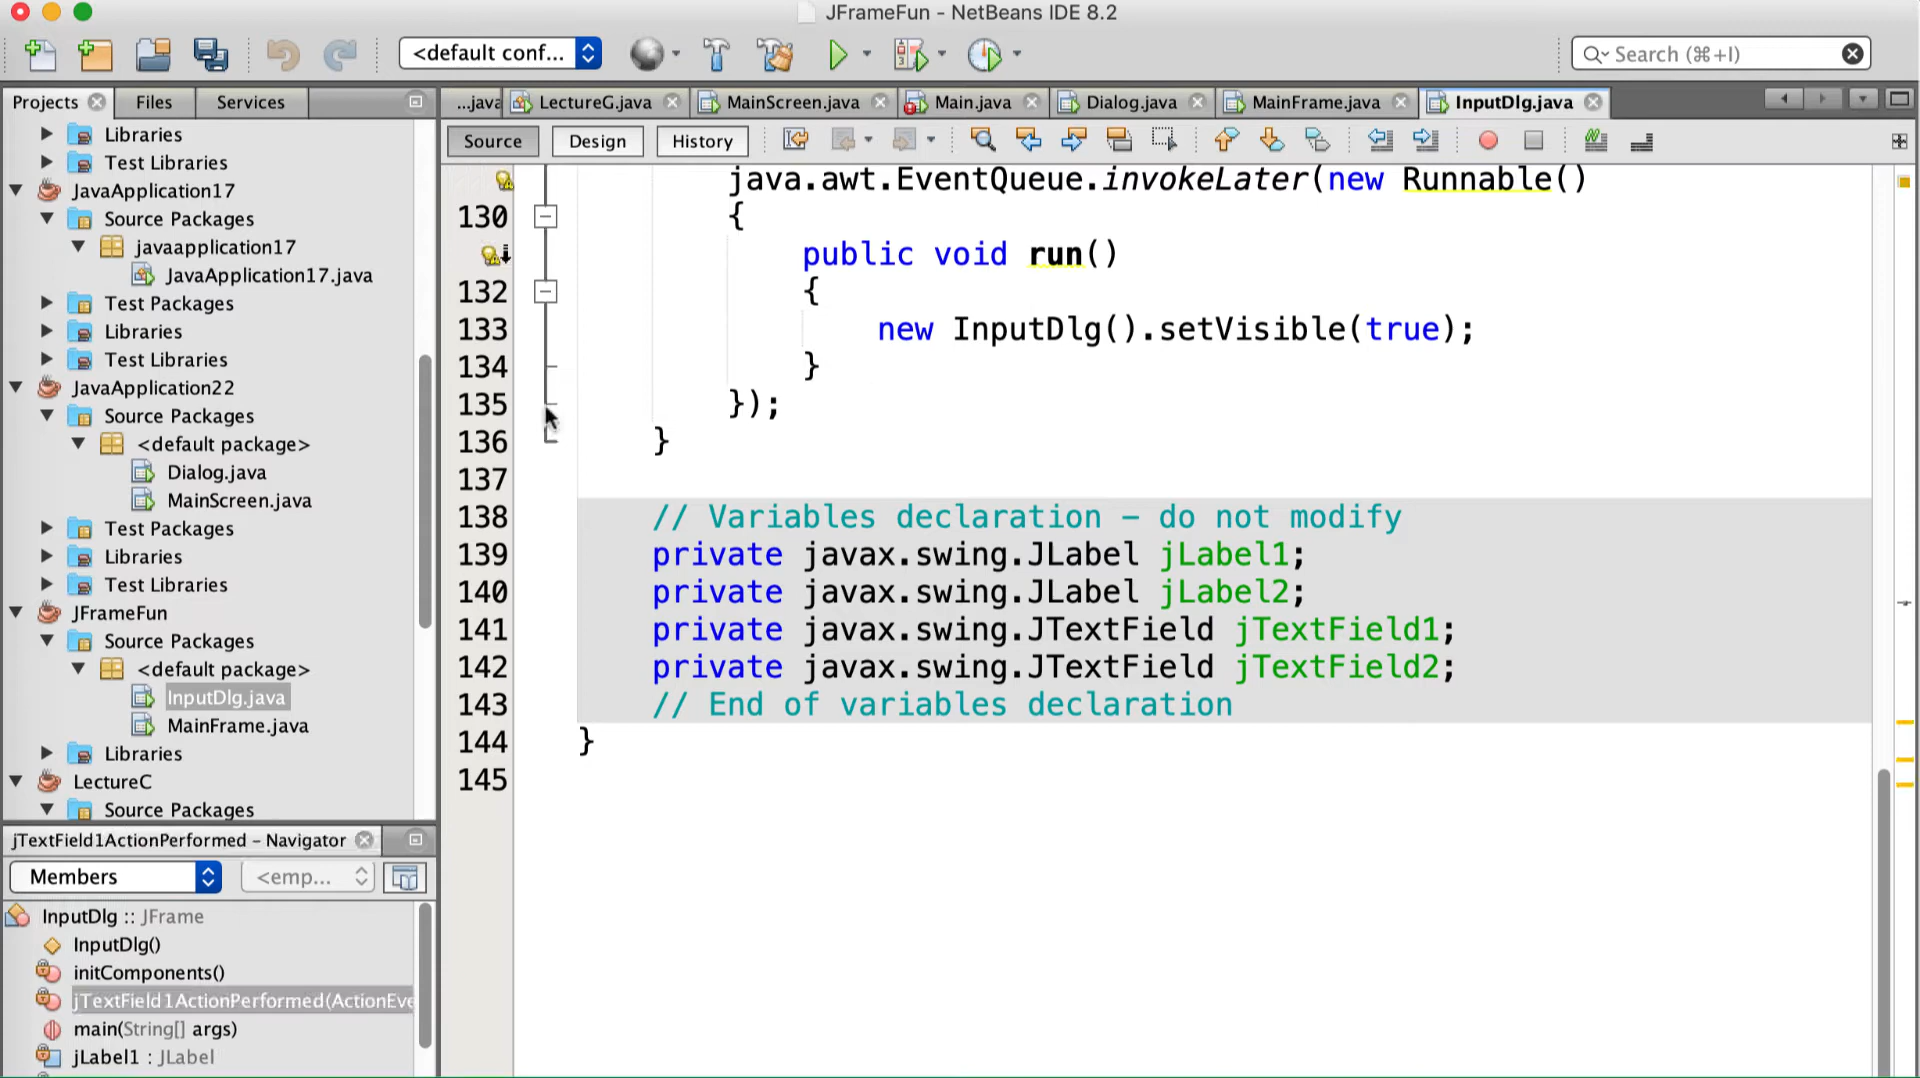 JFrameFun - NetBeans IDE 8.2
<default conf...
Search (⌘+I)
Projects
Files
Services
...java
LectureG.java
MainScreen.java
Main.java
Dialog.java
MainFrame.java
InputDlg.java
Source
Design
History
Libraries
Test Libraries
JavaApplication17
Source Packages
javaapplication17
JavaApplication17.java
Test Packages
Libraries
Test Libraries
JavaApplication22
Source Packages
<default package>
Dialog.java
MainScreen.java
Test Packages
Libraries
Test Libraries
JFrameFun
Source Packages
<default package>
InputDlg.java
MainFrame.java
Libraries
LectureC
Source Packages
java.awt.EventQueue.invokeLater(new Runnable()
130 {
public void run()
132 {
133 new InputDlg().setVisible(true);
134 }
135 });
136 }
137
138 // Variables declaration – do not modify
139 private javax.swing.JLabel jLabel1;
140 private javax.swing.JLabel jLabel2;
141 private javax.swing.JTextField jTextField1;
142 private javax.swing.JTextField jTextField2;
143 // End of variables declaration
144 }
145
jTextField1ActionPerformed - Navigator
Members
<emp...
InputDlg :: JFrame
InputDlg()
initComponents()
jTextField1ActionPerformed(ActionEve
main(String[] args)
jLabel1 : JLabel